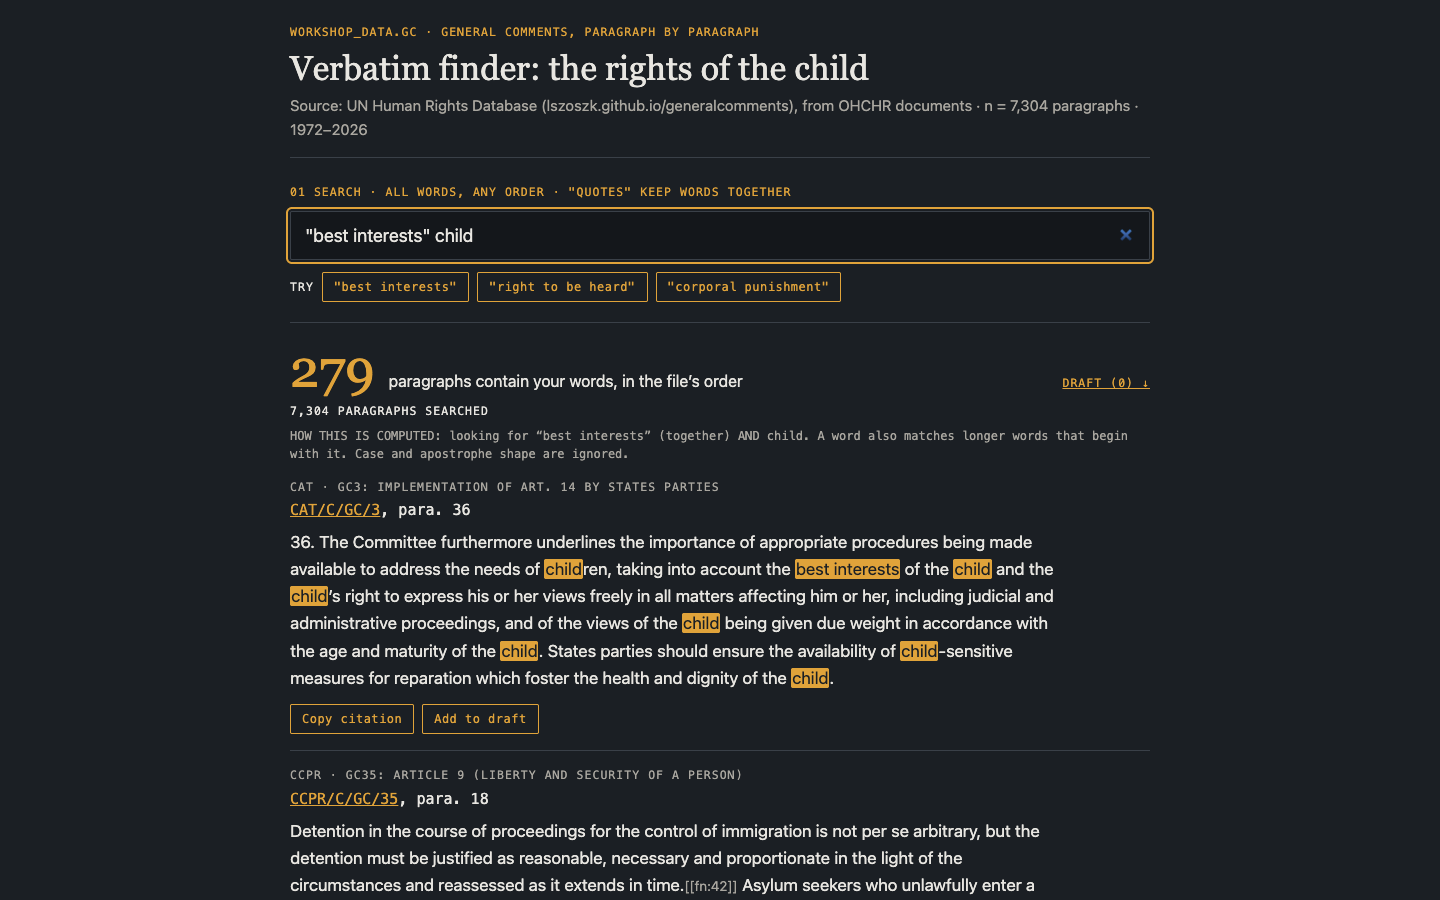 WORKSHOP_DATA.GC · GENERAL COMMENTS, PARAGRAPH BY PARAGRAPH
Verbatim finder: the rights of the child
Source: UN Human Rights Database (lszoszk.github.io/generalcomments), from OHCHR documents · n = 7,304 paragraphs ·
1972–2026
01 SEARCH · ALL WORDS, ANY ORDER · "QUOTES" KEEP WORDS TOGETHER
"best interests" child
TRY "best interests" "right to be heard" "corporal punishment"
279 paragraphs contain your words, in the file’s order DRAFT (0) ↓
7,304 PARAGRAPHS SEARCHED
HOW THIS IS COMPUTED: looking for “best interests” (together) AND child. A word also matches longer words that begin
with it. Case and apostrophe shape are ignored.
CAT · GC3: IMPLEMENTATION OF ART. 14 BY STATES PARTIES
CAT/C/GC/3, para. 36
36. The Committee furthermore underlines the importance of appropriate procedures being made
available to address the needs of children, taking into account the best interests of the child and the
child’s right to express his or her views freely in all matters affecting him or her, including judicial and
administrative proceedings, and of the views of the child being given due weight in accordance with
the age and maturity of the child. States parties should ensure the availability of child-sensitive
measures for reparation which foster the health and dignity of the child.
Copy citation Add to draft
CCPR · GC35: ARTICLE 9 (LIBERTY AND SECURITY OF A PERSON)
CCPR/C/GC/35, para. 18
Detention in the course of proceedings for the control of immigration is not per se arbitrary, but the
detention must be justified as reasonable, necessary and proportionate in the light of the
circumstances and reassessed as it extends in time.[[fn:42]] Asylum seekers who unlawfully enter a